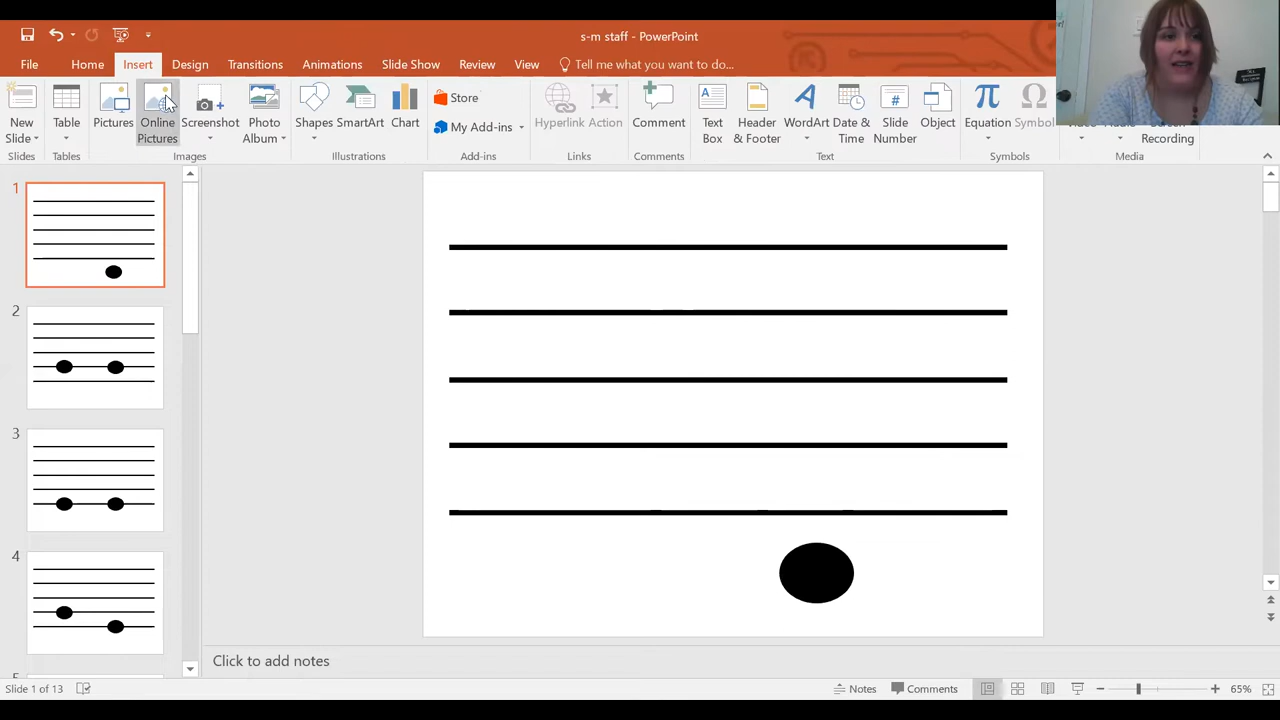 s-m staff - PowerPoint
File Home Insert Design Transitions Animations Slide Show Review View Tell me what you want to do...
New Slide Table Pictures Online Pictures Screenshot Photo Album Shapes SmartArt Chart Store My Add-ins Hyperlink Action Comment Text Box Header & Footer WordArt Date & Time Slide Number Object Equation Symbol Recording
Slides Tables Images Illustrations Add-ins Links Comments Text Symbols Media
1
2
3
4
Click to add notes
Slide 1 of 13 Notes Comments 65%